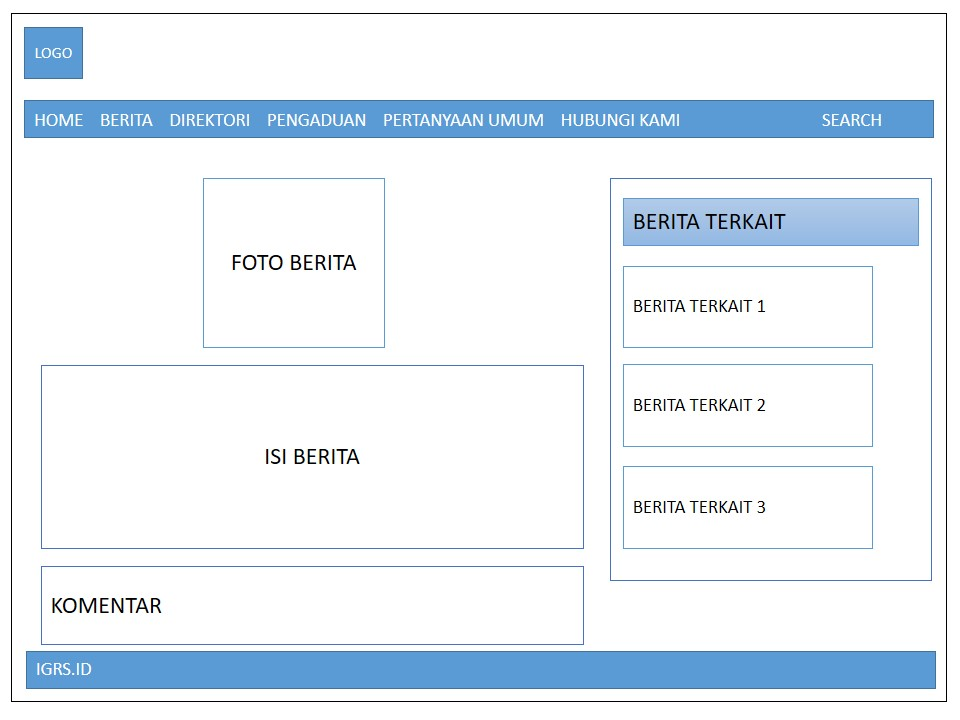 LOGO
HOME BERITA DIREKTORI PENGADUAN PERTANYAAN UMUM HUBUNGI KAMI SEARCH
FOTO BERITA
ISI BERITA
KOMENTAR
BERITA TERKAIT
BERITA TERKAIT 1
BERITA TERKAIT 2
BERITA TERKAIT 3
IGRS.ID